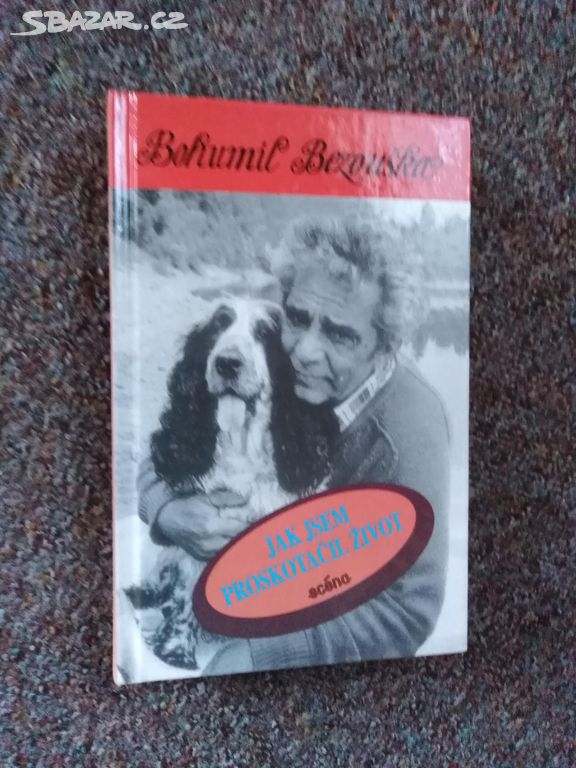 SBAZAR.CZ
Bohumil Bezouška
JAK JSEM
PROSKOTAČIL ŽIVOT
scéna